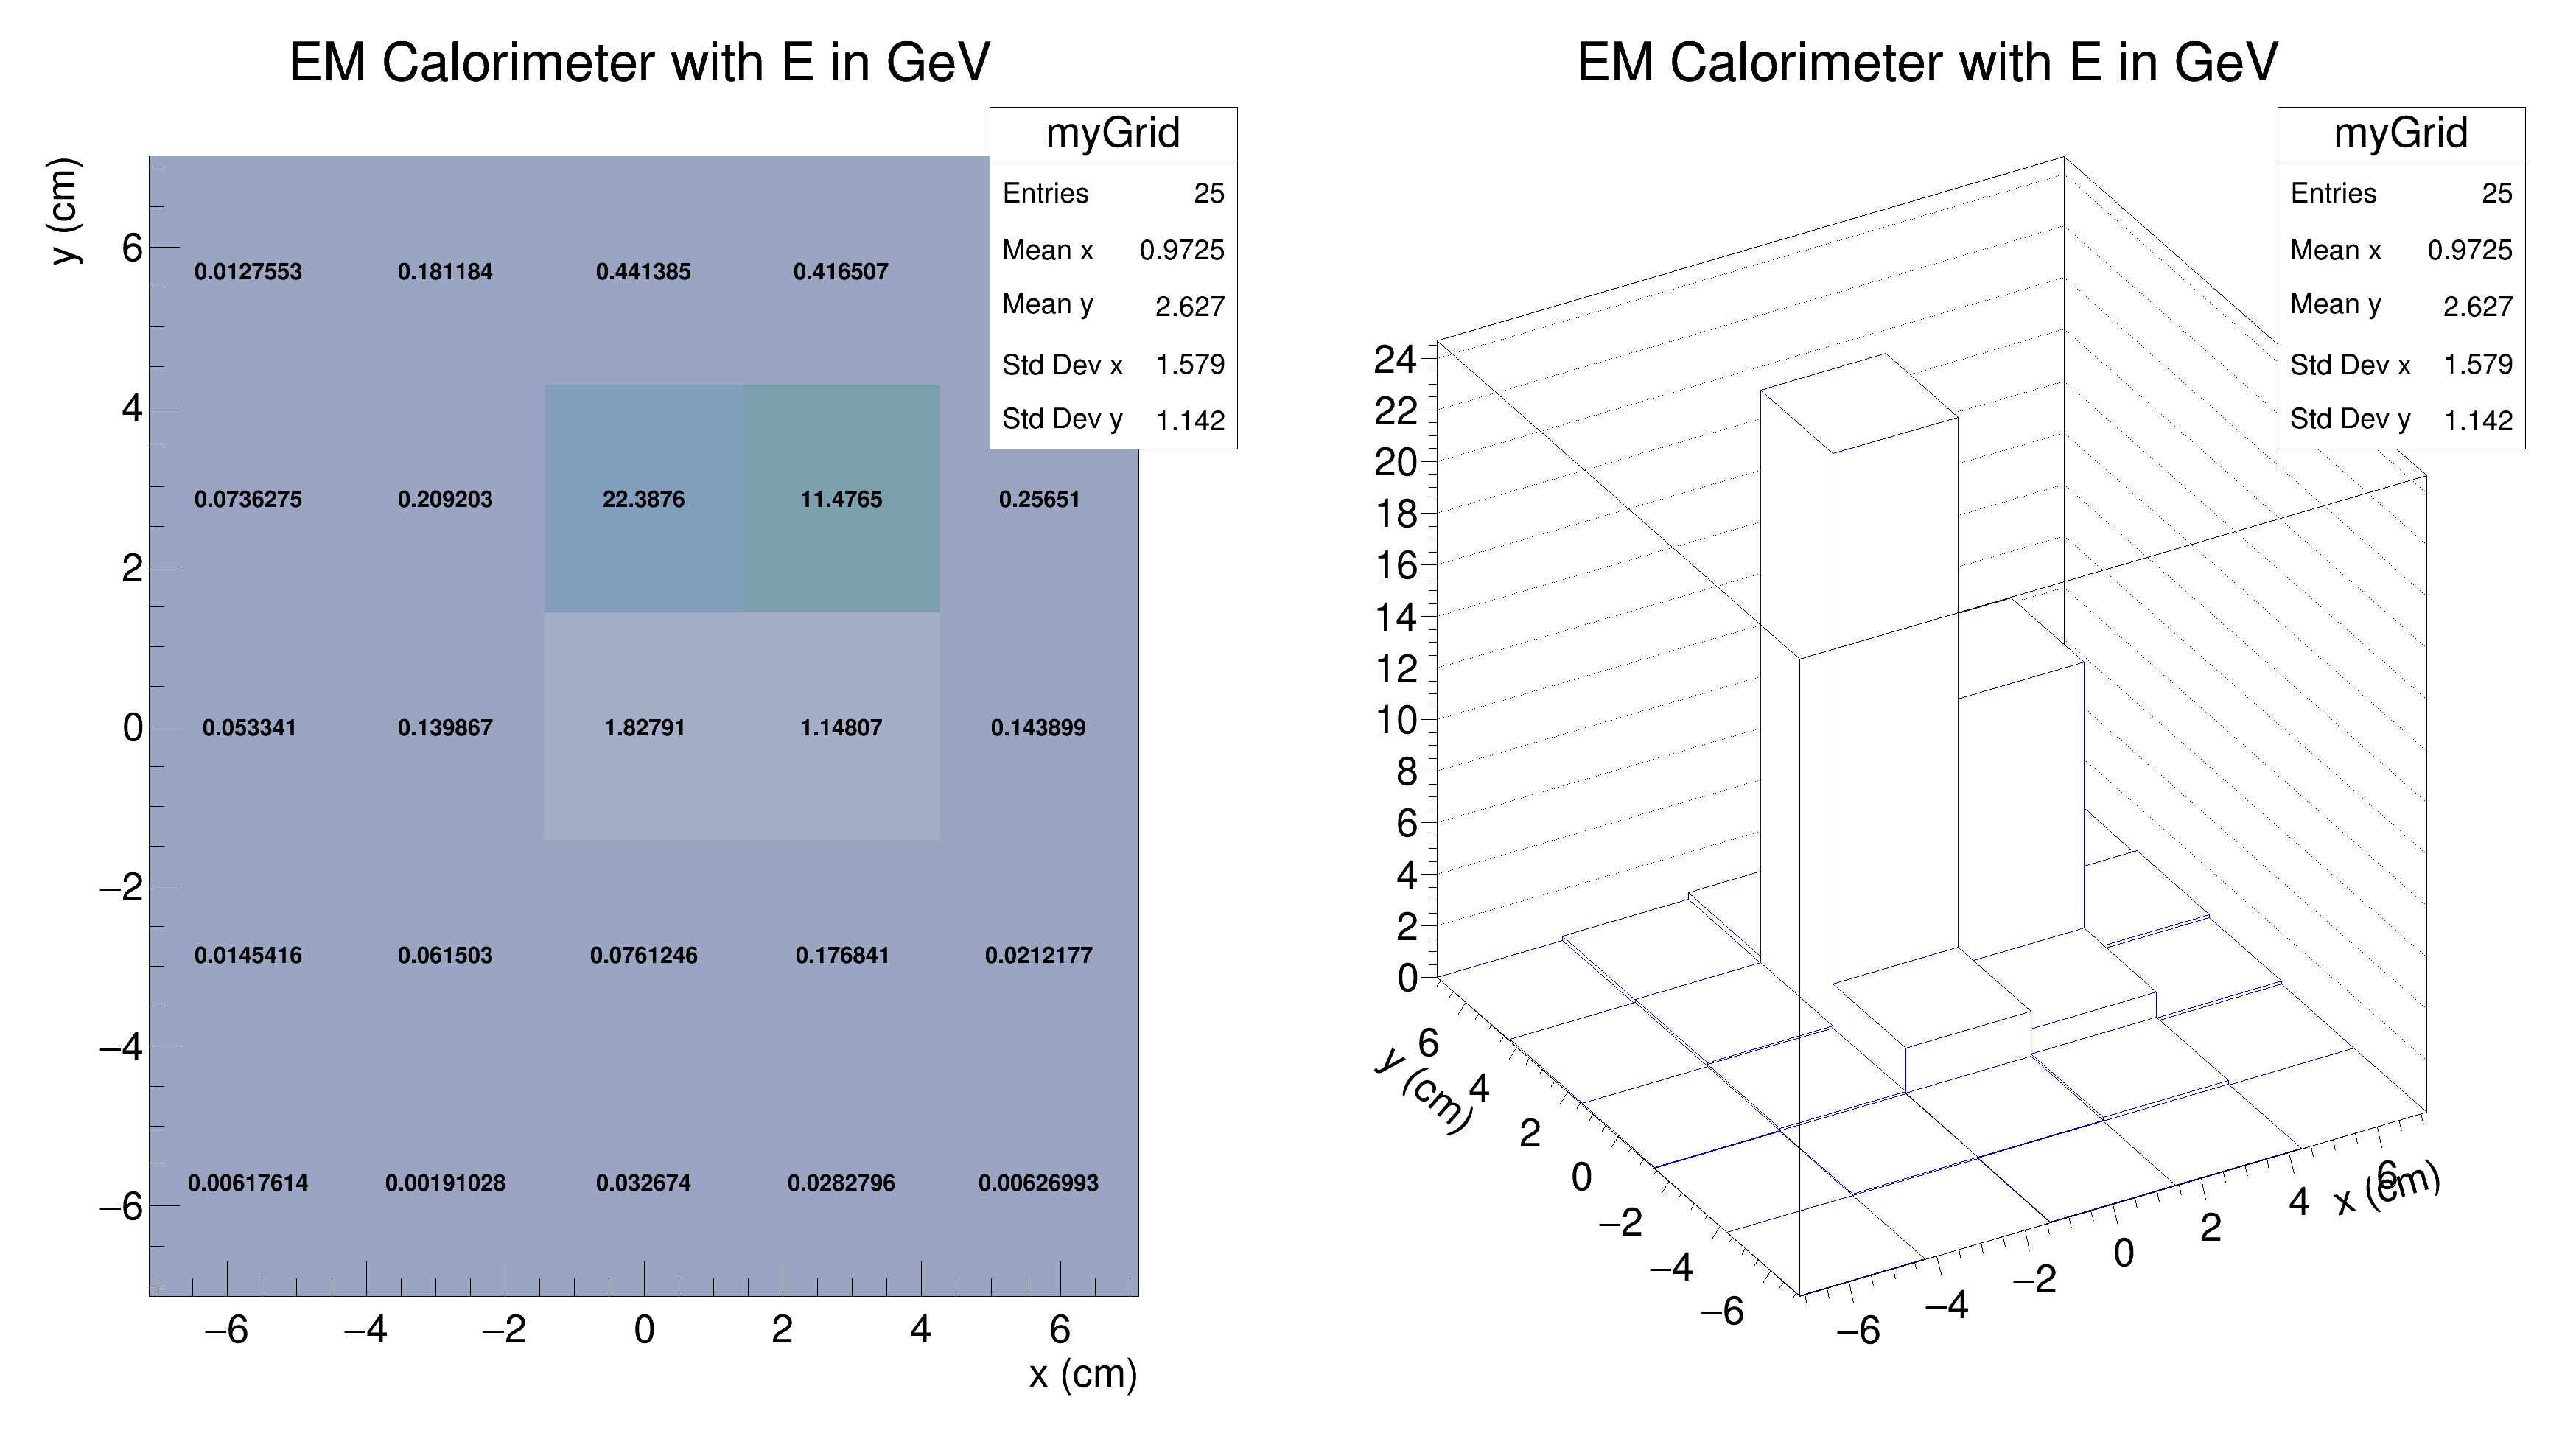 EM Calorimeter with E in GeV
myGrid
Entries 25
Mean x 0.9725
Mean y 2.627
Std Dev x 1.579
Std Dev y 1.142
y (cm)
6
4
2
0
−2
−4
−6
0.0127553 0.181184 0.441385 0.416507
0.0736275 0.209203 22.3876 11.4765 0.25651
0.053341 0.139867 1.82791 1.14807 0.143899
0.0145416 0.061503 0.0761246 0.176841 0.0212177
0.00617614 0.00191028 0.032674 0.0282796 0.00626993
−6 −4 −2 0 2 4 6
x (cm)
EM Calorimeter with E in GeV
myGrid
Entries 25
Mean x 0.9725
Mean y 2.627
Std Dev x 1.579
Std Dev y 1.142
24
22
20
18
16
14
12
10
8
6
4
2
0
y (cm)
6
4
2
0
−2
−4
−6
−6 −4 −2 0 2 4 6
x (cm)